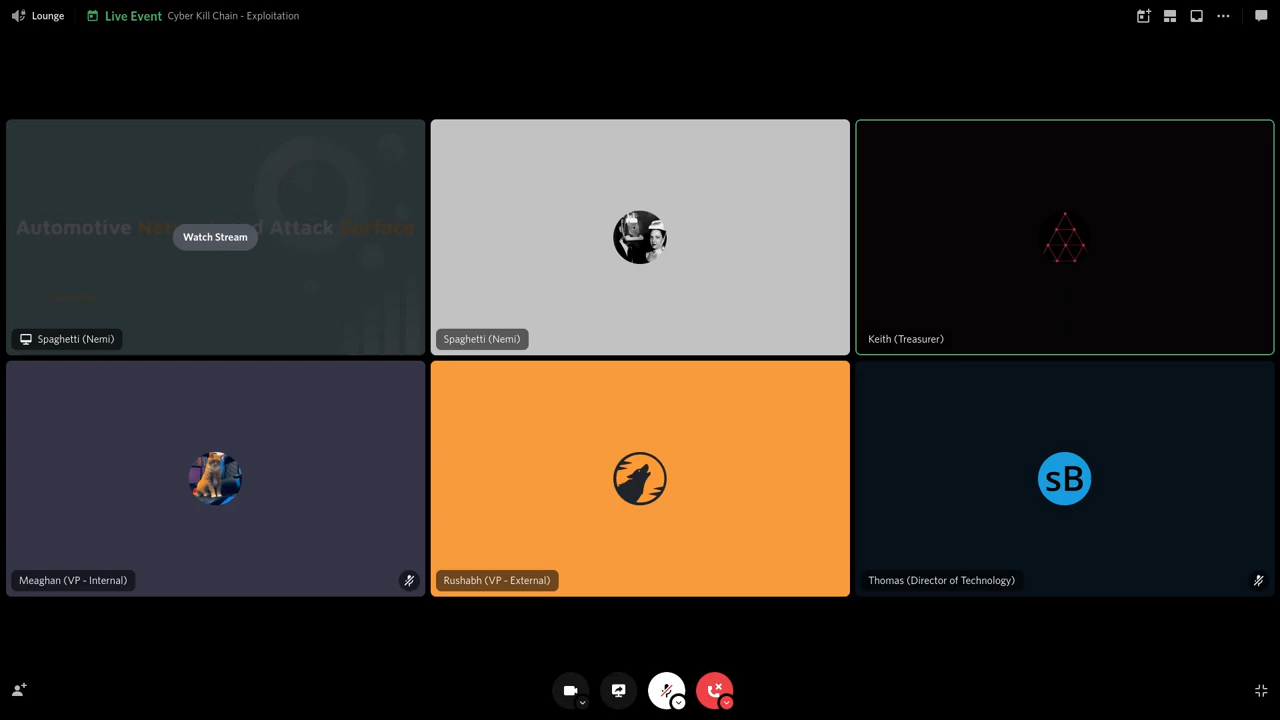 Lounge
Live Event Cyber Kill Chain - Exploitation
Automotive Attack Surface
Watch Stream
Spaghetti (Nemi)
Spaghetti (Nemi)
Keith (Treasurer)
sB
Meaghan (VP - Internal)
Rushabh (VP - External)
Thomas (Director of Technology)